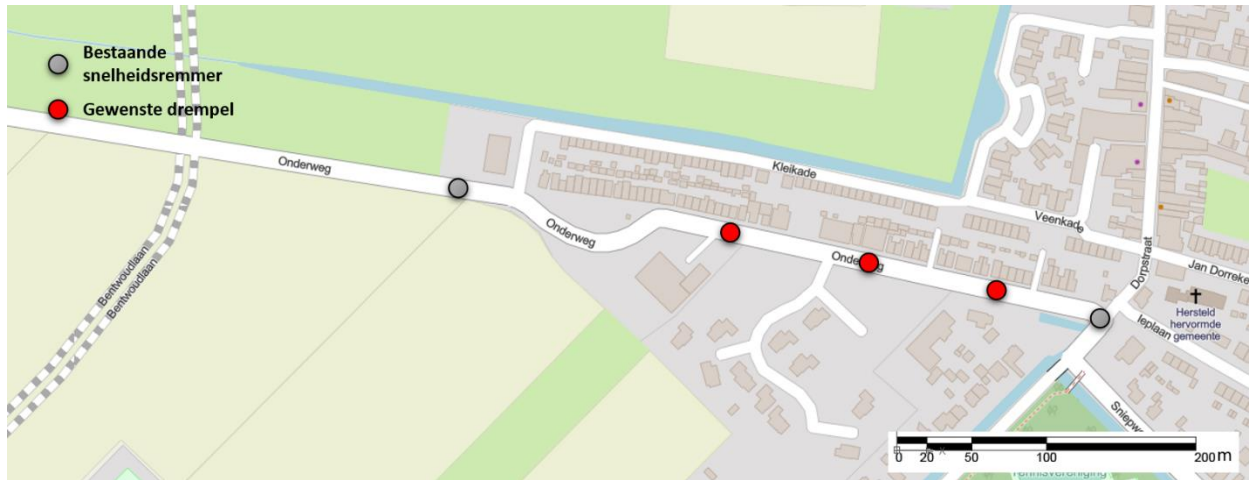 Bestaande
snelheidsremmer
Gewenste drempel
Onderweg
Kleikade
Onderweg
Veenkade
Dorpstraat
Jan Dorreke
Bentwoudlaan
Bentwoudlaan
Ieplaan
Hersteld
hervormde
gemeente
0 20 50 100 200 m